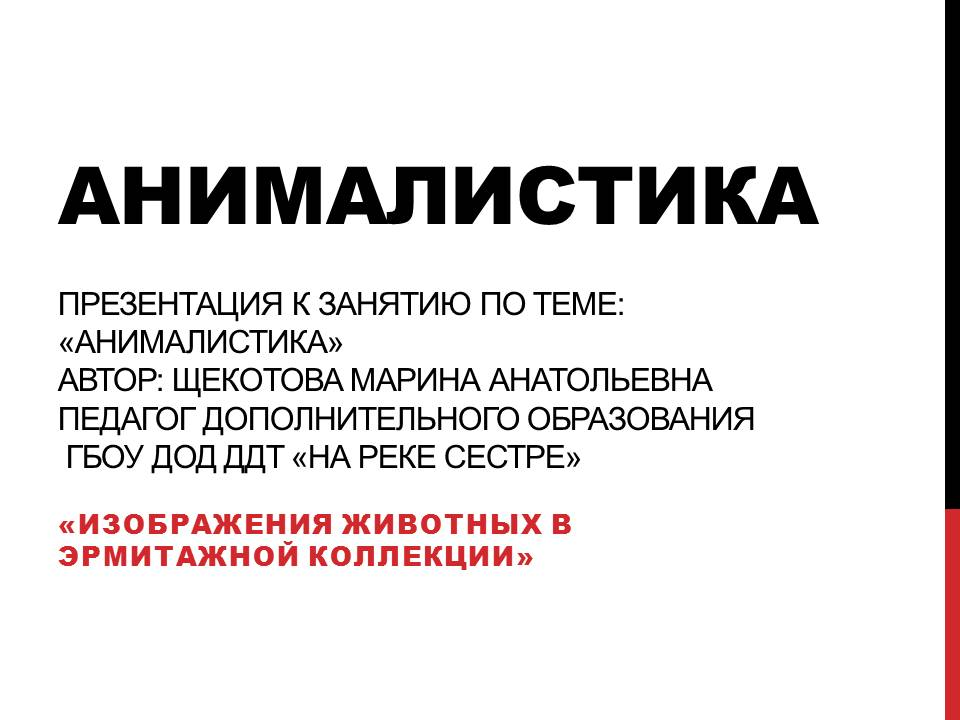 АНИМАЛИСТИКА
ПРЕЗЕНТАЦИЯ К ЗАНЯТИЮ ПО ТЕМЕ:
«АНИМАЛИСТИКА»
АВТОР: ЩЕКОТОВА МАРИНА АНАТОЛЬЕВНА
ПЕДАГОГ ДОПОЛНИТЕЛЬНОГО ОБРАЗОВАНИЯ
ГБОУ ДОД ДДТ «НА РЕКЕ СЕСТРЕ»
«ИЗОБРАЖЕНИЯ ЖИВОТНЫХ В
ЭРМИТАЖНОЙ КОЛЛЕКЦИИ»